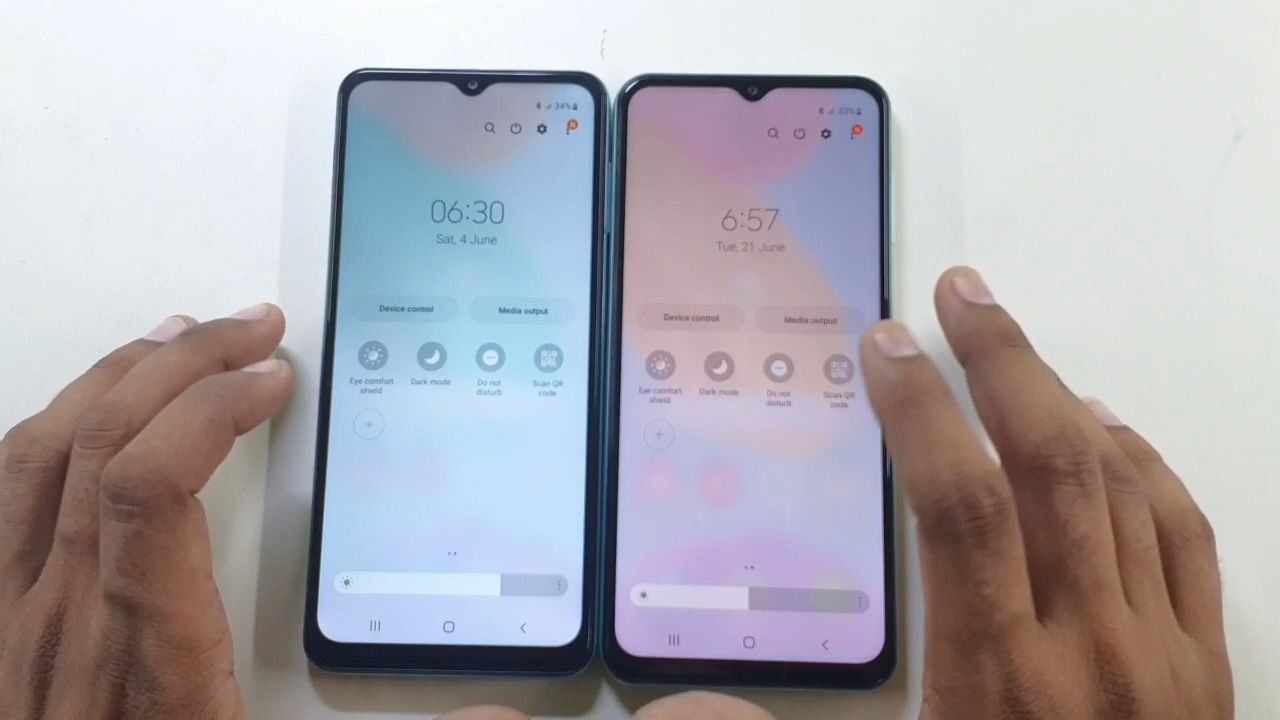 34%
06:30
Sat, 4 June
Device control
Media output
Eye comfort
shield
Dark mode
Do not
disturb
Scan QR
code
33%
6:57
Tue, 21 June
Device control
Media output
Eye comfort
shield
Dark mode
Do not
disturb
Scan QR
code